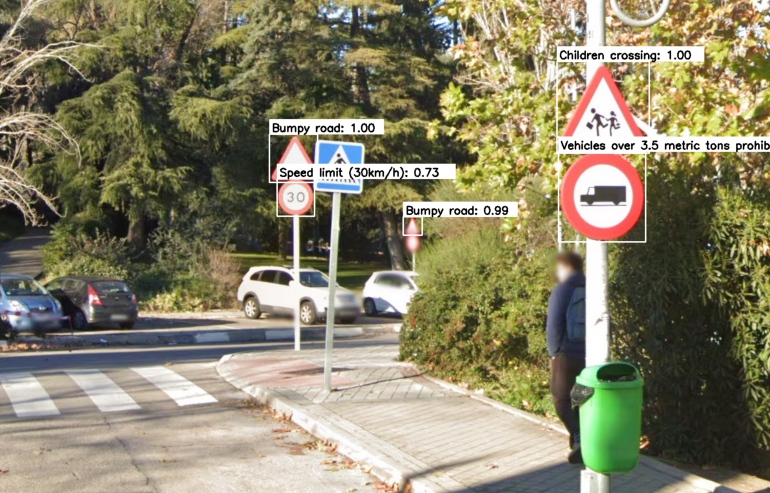 Children crossing: 1.00
Bumpy road: 1.00
Vehicles over 3.5 metric tons prohib
Speed limit (30km/h): 0.73
30
Bumpy road: 0.99